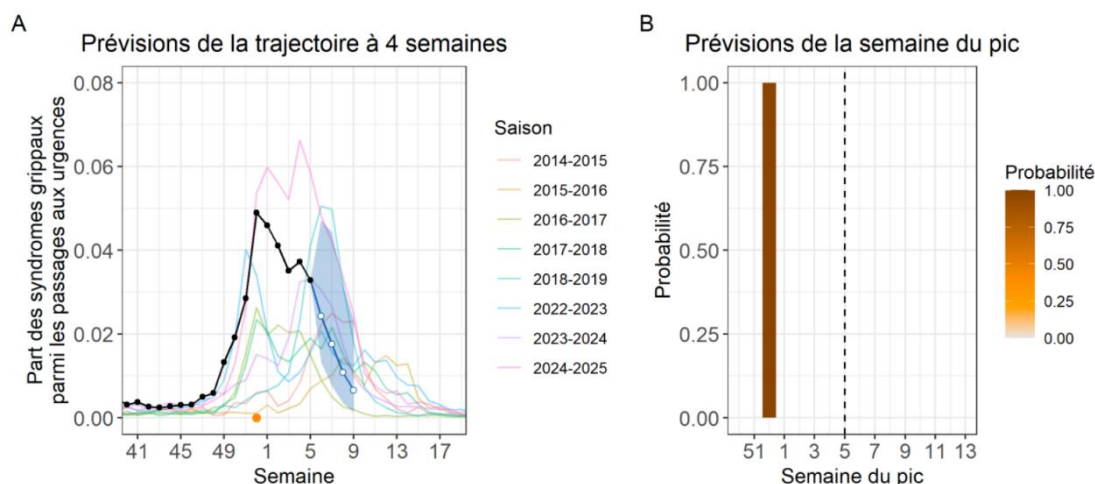 A
Prévisions de la trajectoire à 4 semaines
0.08
0.06
0.04
0.02
0.00
Part des syndromes grippaux
parmi les passages aux urgences
41 45 49 1 5 9 13 17
Semaine
Saison
2014-2015
2015-2016
2016-2017
2017-2018
2018-2019
2022-2023
2023-2024
2024-2025
B
Prévisions de la semaine du pic
1.00
0.75
0.50
0.25
0.00
Probabilité
51 1 3 5 7 9 11 13
Semaine du pic
Probabilité
1.00
0.75
0.50
0.25
0.00